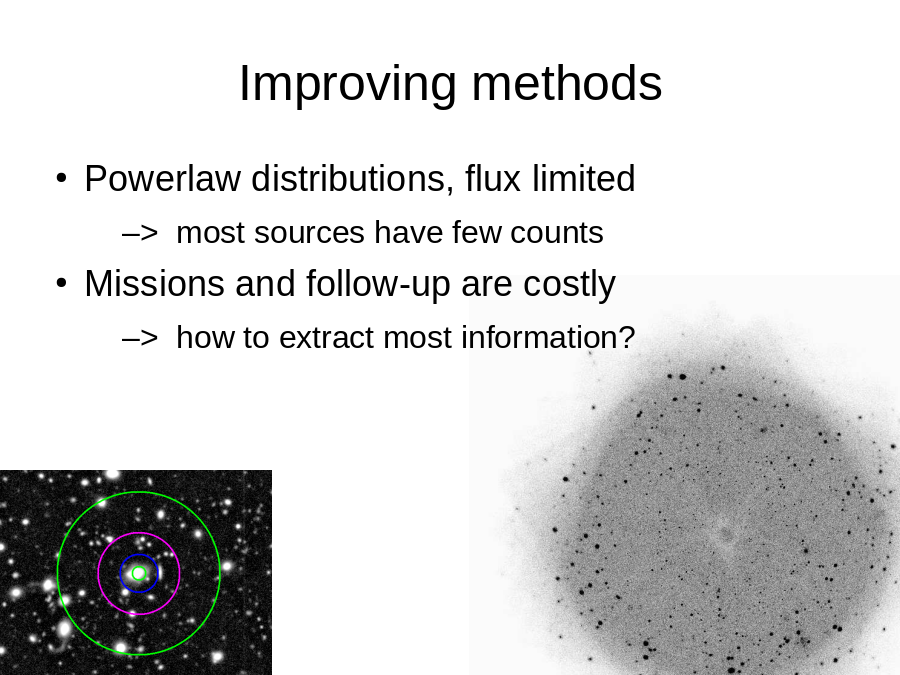 Improving methods
• Powerlaw distributions, flux limited
–> most sources have few counts
• Missions and follow-up are costly
–> how to extract most information?